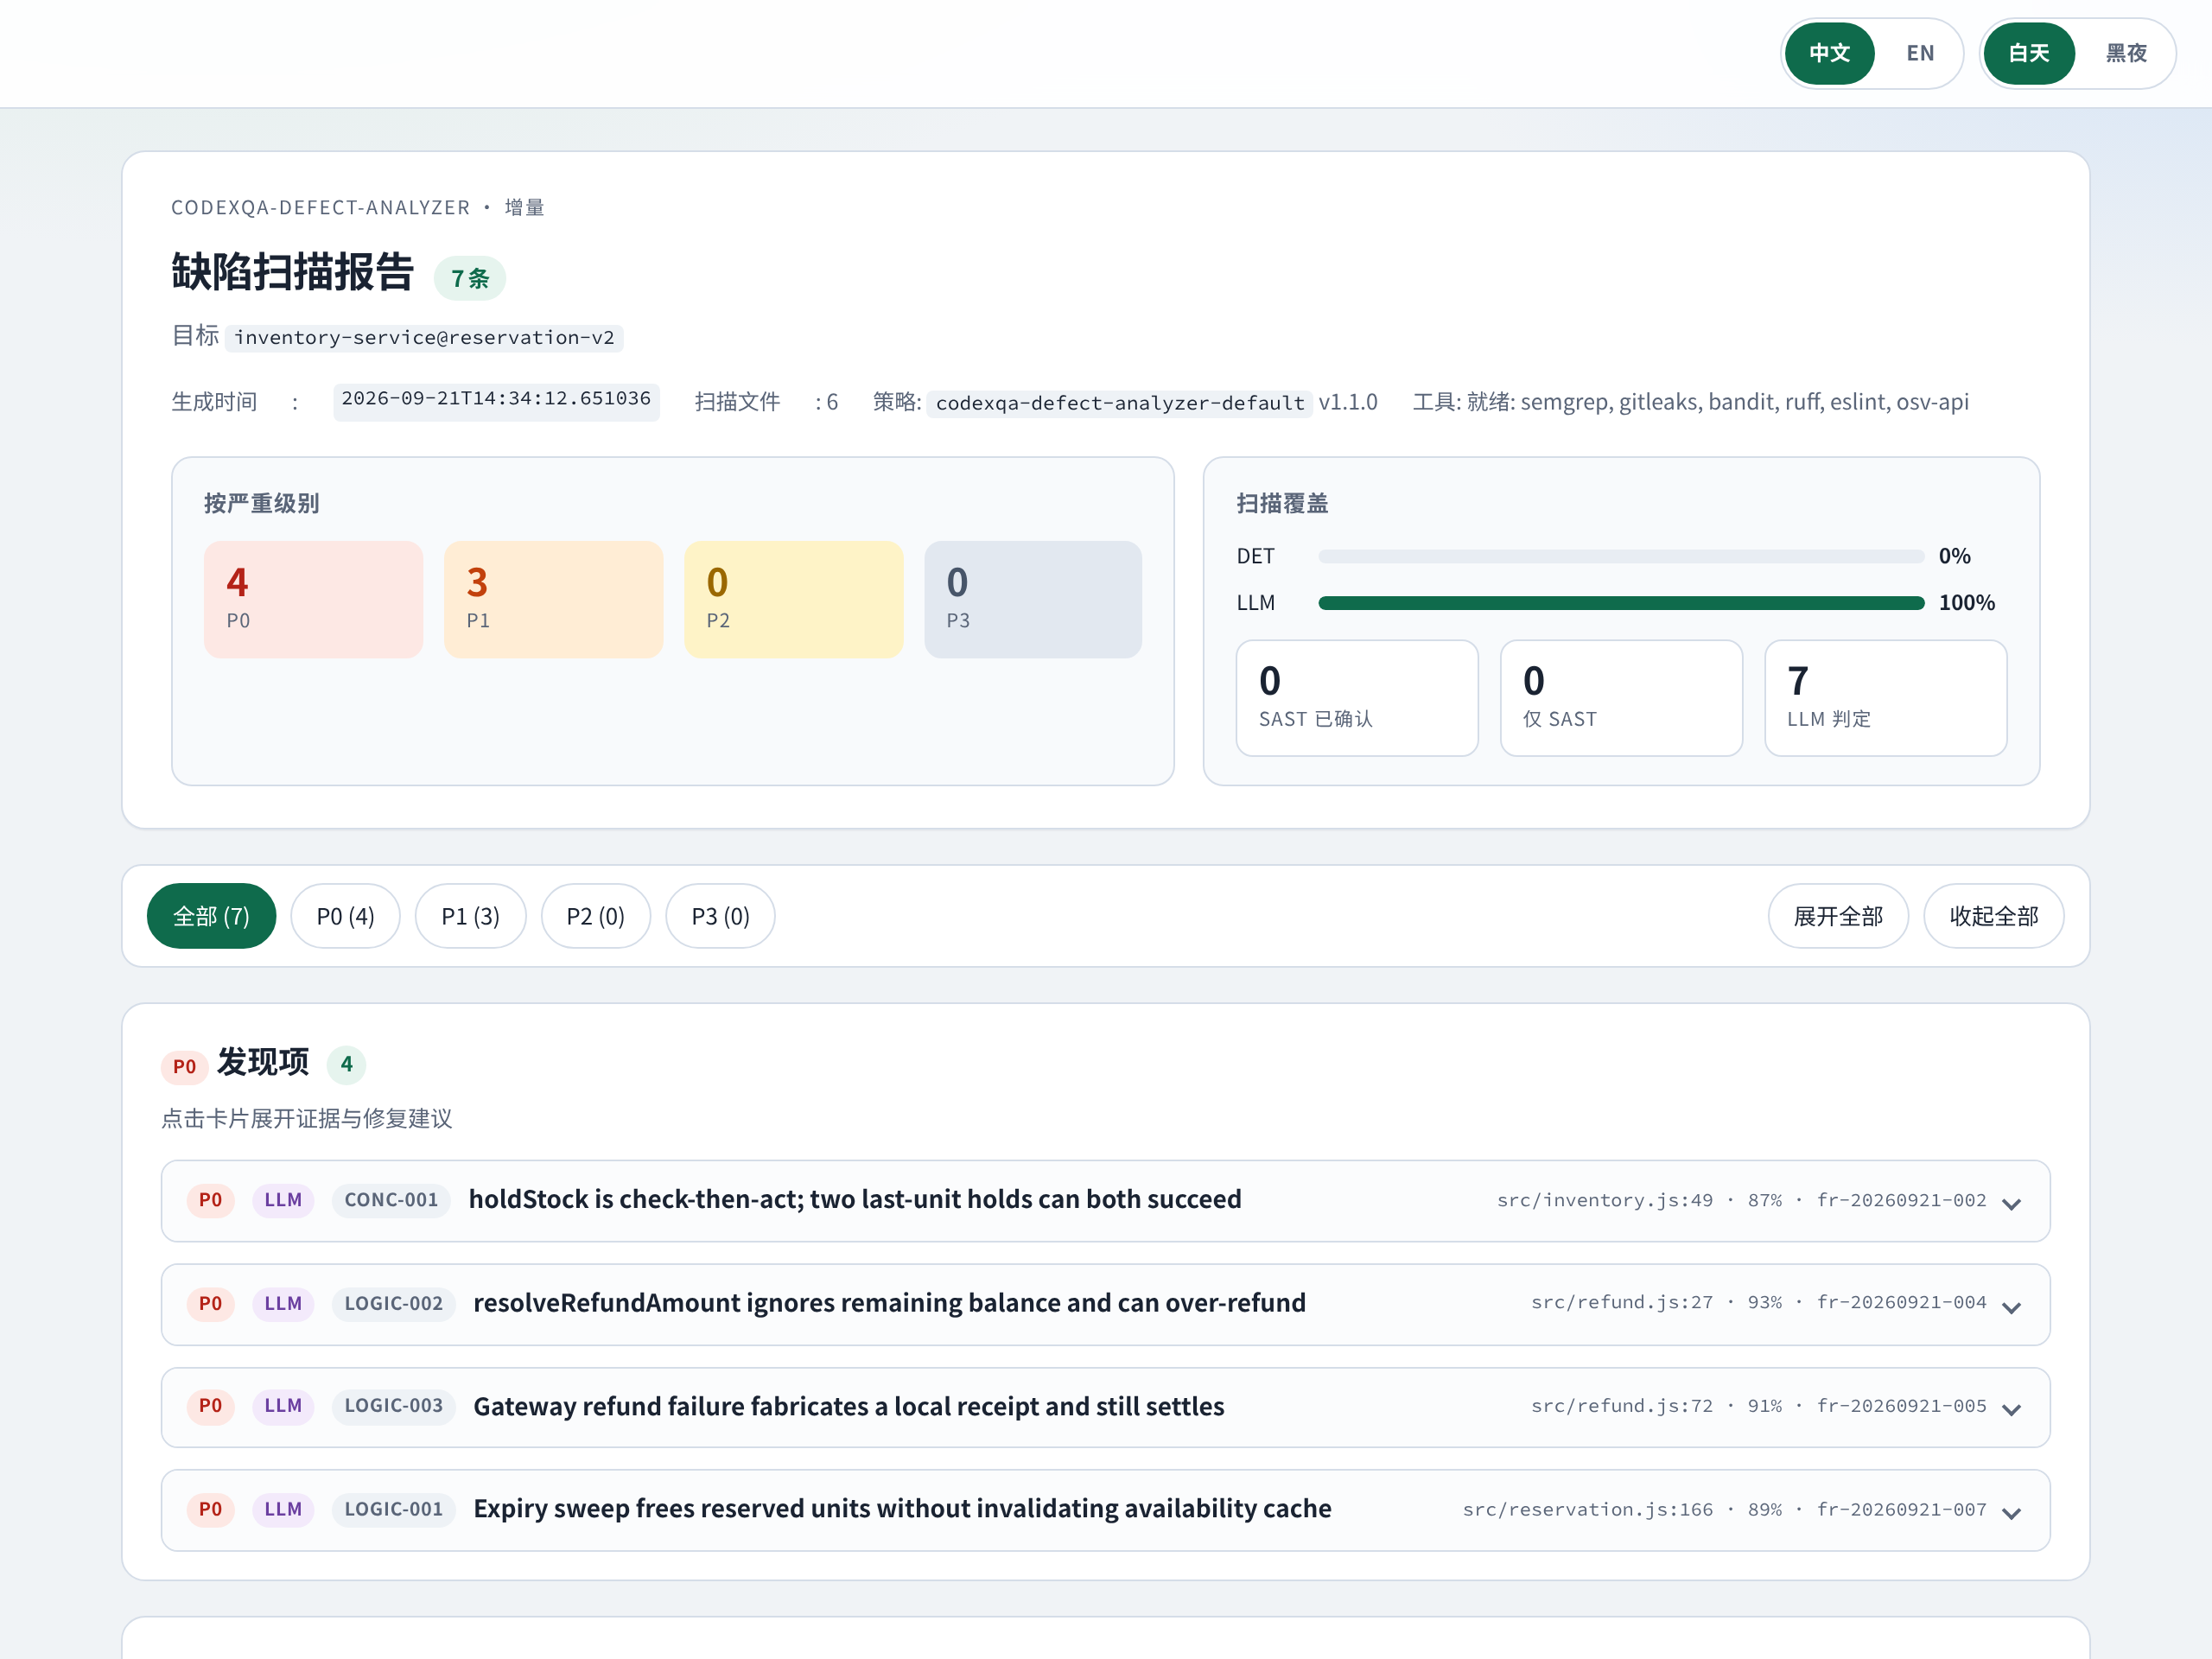 中文 EN 白天 黑夜
CODEXQA-DEFECT-ANALYZER • 增量
缺陷扫描报告 7 条
目标 inventory-service@reservation-v2
生成时间 : 2026-09-21T14:34:12.651036 扫描文件 : 6 策略: codexqa-defect-analyzer-default v1.1.0 工具: 就绪: semgrep, gitleaks, bandit, ruff, eslint, osv-api
按严重级别
4
P0
3
P1
0
P2
0
P3
扫描覆盖
DET 0%
LLM 100%
0
SAST 已确认
0
仅 SAST
7
LLM 判定
全部 (7) P0 (4) P1 (3) P2 (0) P3 (0) 展开全部 收起全部
P0 发现项 4
点击卡片展开证据与修复建议
P0 LLM CONC-001 holdStock is check-then-act; two last-unit holds can both succeed src/inventory.js:49 · 87% · fr-20260921-002
P0 LLM LOGIC-002 resolveRefundAmount ignores remaining balance and can over-refund src/refund.js:27 · 93% · fr-20260921-004
P0 LLM LOGIC-003 Gateway refund failure fabricates a local receipt and still settles src/refund.js:72 · 91% · fr-20260921-005
P0 LLM LOGIC-001 Expiry sweep frees reserved units without invalidating availability cache src/reservation.js:166 · 89% · fr-20260921-007